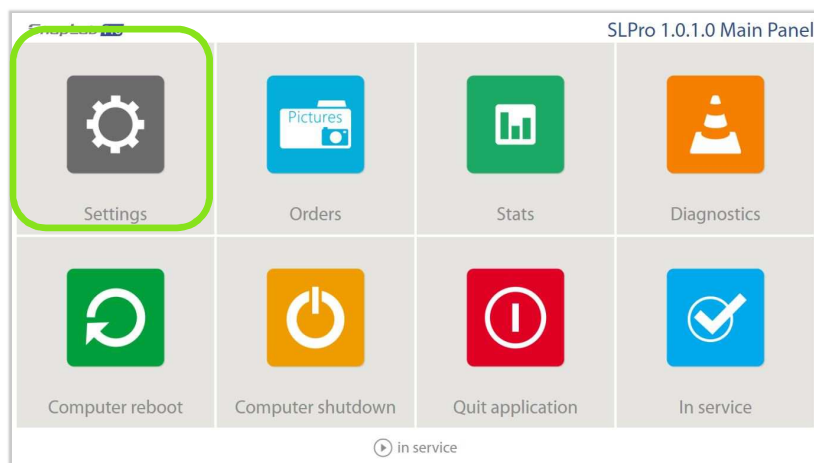 SLPro 1.0.1.0 Main Panel
Pictures
Settings
Orders
Stats
Diagnostics
Computer reboot
Computer shutdown
Quit application
In service
in service